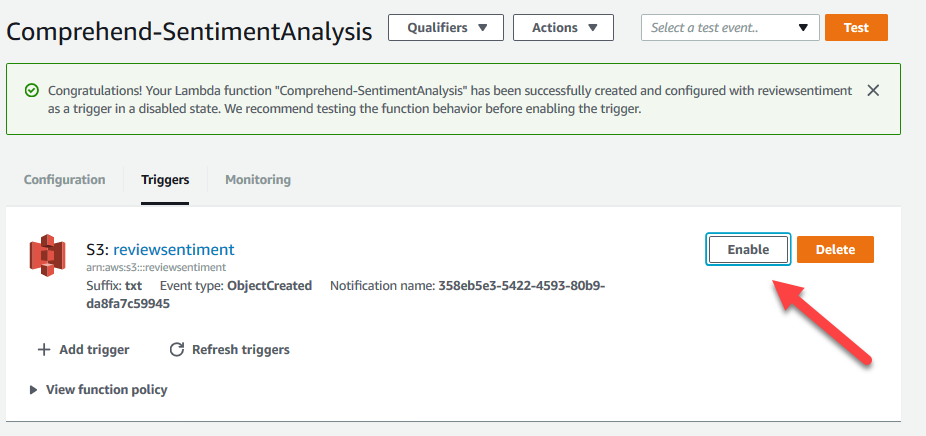 Comprehend-SentimentAnalysis
Qualifiers
Actions
Select a test event..
Test
Congratulations! Your Lambda function "Comprehend-SentimentAnalysis" has been successfully created and configured with reviewsentiment
as a trigger in a disabled state. We recommend testing the function behavior before enabling the trigger.
Configuration
Triggers
Monitoring
S3: reviewsentiment
Enable
Delete
arn:aws:s3:::reviewsentiment
Suffix: txt Event type: ObjectCreated Notification name: 358eb5e3-5422-4593-80b9-
da8fa7c59945
Add trigger
Refresh triggers
View function policy